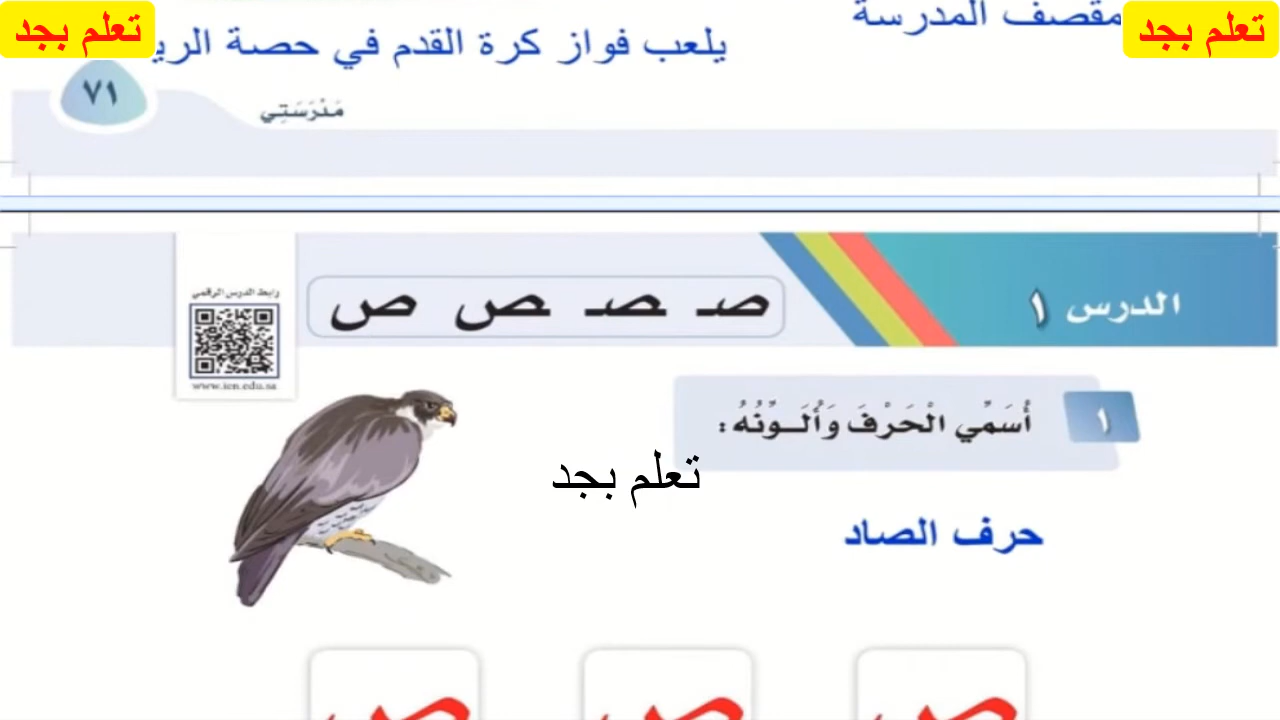 تعلم بجد
تعلم بجد
مقصف المدرسة
يلعب فواز كرة القدم في حصة
٧١
مَدْرَسَتِي
الدرس ١
صـ ـصـ ـص ص
رابط الدرس الرقمي
www.ien.edu.sa
١
أُسَمِّي الْحَرْفَ وَأُلَـوِّنُهُ :
تعلم بجد
حرف الصاد
ص ص ص